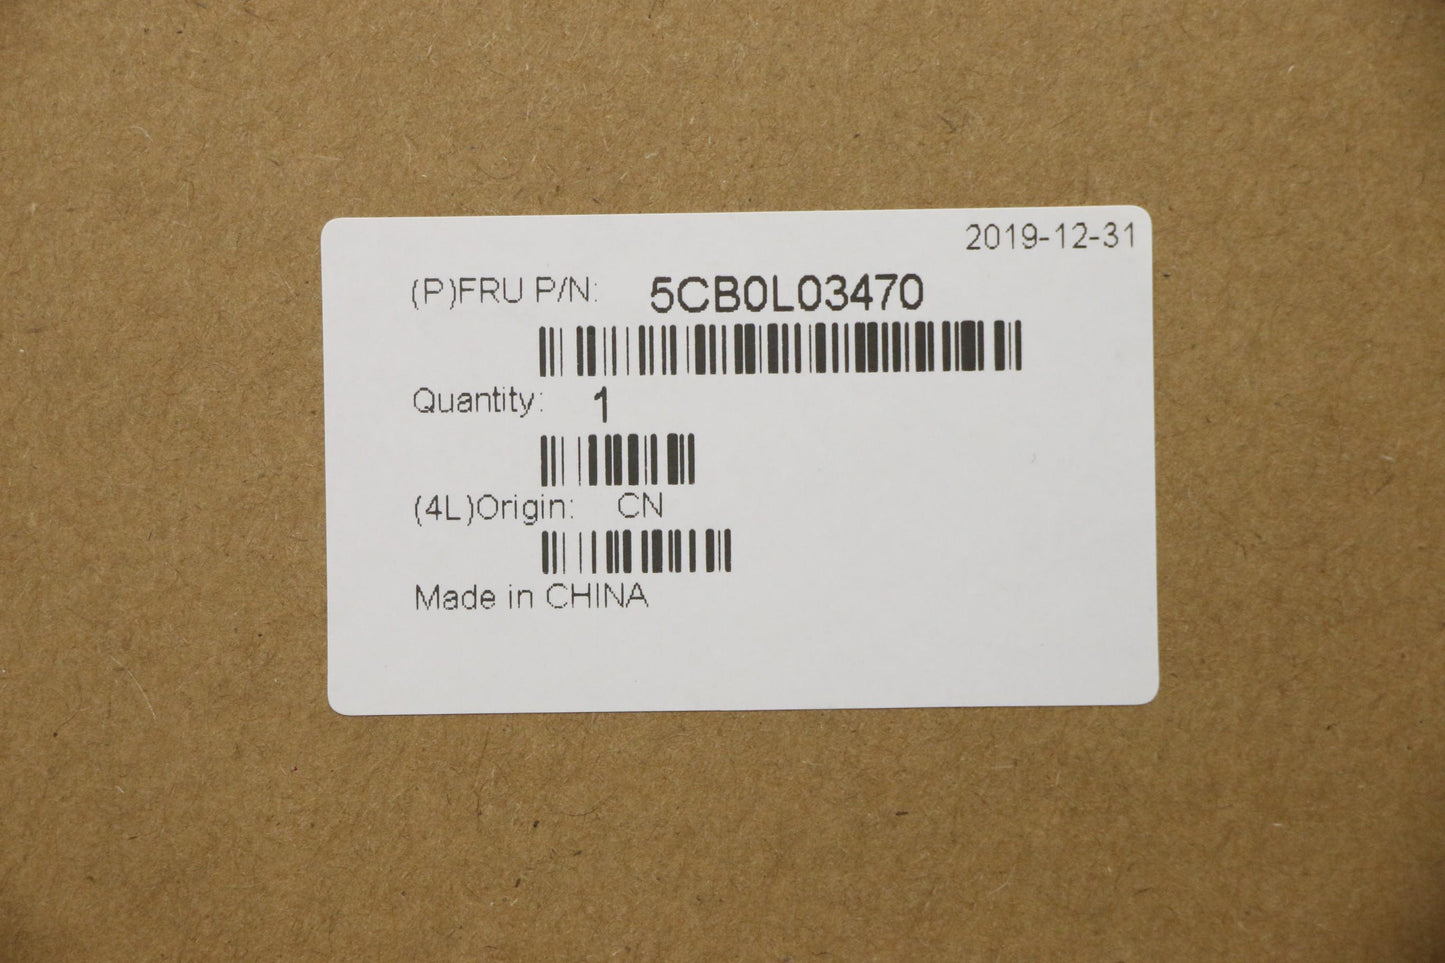 2019-12-31
(P)FRU P/N: 5CB0L03470
Quantity: 1
(4L)Origin: CN
Made in CHINA